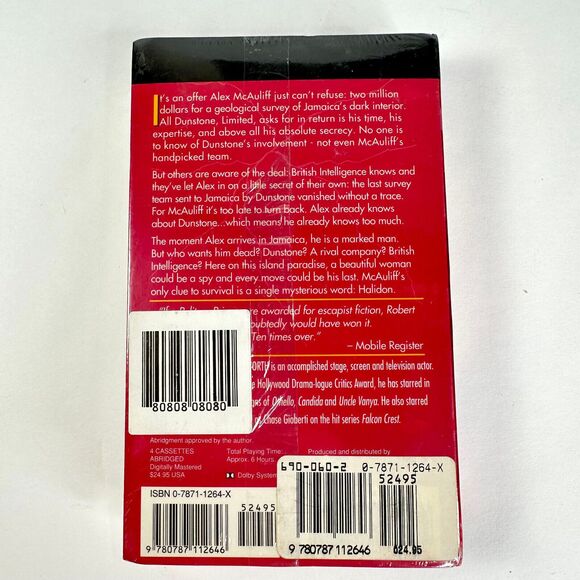 It's an offer Alex McAuliff just can't refuse: two million
dollars for a geological survey of Jamaica's dark interior.
All Dunstone, Limited, asks for in return is his time, his
expertise, and above all his absolute secrecy. No one is
to know of Dunstone's involvement - not even McAuliff's
handpicked team.
But others are aware of the deal: British Intelligence knows and
they've let Alex in on a little secret of their own: the last survey
team sent to Jamaica by Dunstone vanished without a trace.
For McAuliff it's too late to turn back. Alex already knows
about Dunstone...which means he already knows too much.
The moment Alex arrives in Jamaica, he is a marked man.
But who wants him dead? Dunstone? A rival company? British
Intelligence? Here on this island paradise, a beautiful woman
could be a spy and every move could be his last. McAuliff's
only clue to survival is a single mysterious word: Halidon.
are awarded for escapist fiction, Robert
would have won it.
Ten times over."
– Mobile Register
is an accomplished stage, screen and television actor.
Hollywood Drama-logue Critics Award, he has starred in
of Othello, Candida and Uncle Vanya. He also starred
as Chase Gioberti on the hit series Falcon Crest.
80808 08080
Abridgment approved by the author.
4 CASSETTES
ABRIDGED
Digitally Mastered
$24.95 USA
Total Playing Time:
Approx. 6 Hours
Dolby System
Produced and distributed by
690-060-2 0-7871-1264-X
52495
ISBN 0-7871-1264-X
52495
9 780787 112646
9 780787 112646
$24.95